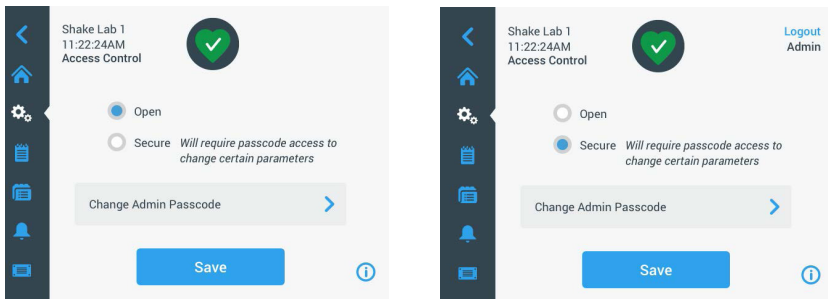 Shake Lab 1
11:22:24AM
Access Control
Open
Secure Will require passcode access to
change certain parameters
Change Admin Passcode
Save
Shake Lab 1
11:22:24AM
Access Control
Logout
Admin
Open
Secure Will require passcode access to
change certain parameters
Change Admin Passcode
Save